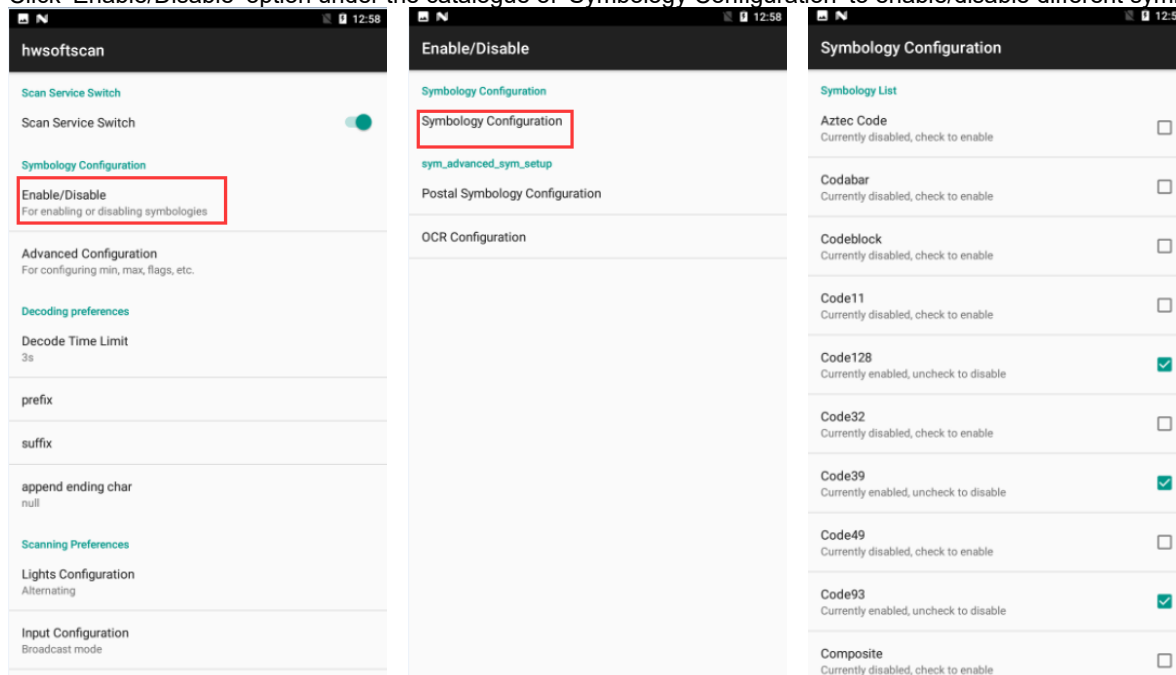 Click 'Enable/Disable' option under the catalogue of 'Symbology Configuration' to enable/disable different
12:58
hwsoftscan
Scan Service Switch
Scan Service Switch
Symbology Configuration
Enable/Disable
For enabling or disabling symbologies
Advanced Configuration
For configuring min, max, flags, etc.
Decoding preferences
Decode Time Limit
3s
prefix
suffix
append ending char
null
Scanning Preferences
Lights Configuration
Alternating
Input Configuration
Broadcast mode
12:58
Enable/Disable
Symbology Configuration
Symbology Configuration
sym_advanced_sym_setup
Postal Symbology Configuration
OCR Configuration
Symbology Configuration
Symbology List
Aztec Code
Currently disabled, check to enable
Codabar
Currently disabled, check to enable
Codeblock
Currently disabled, check to enable
Code11
Currently disabled, check to enable
Code128
Currently enabled, uncheck to disable
Code32
Currently disabled, check to enable
Code39
Currently enabled, uncheck to disable
Code49
Currently disabled, check to enable
Code93
Currently enabled, uncheck to disable
Composite
Currently disabled, check to enable